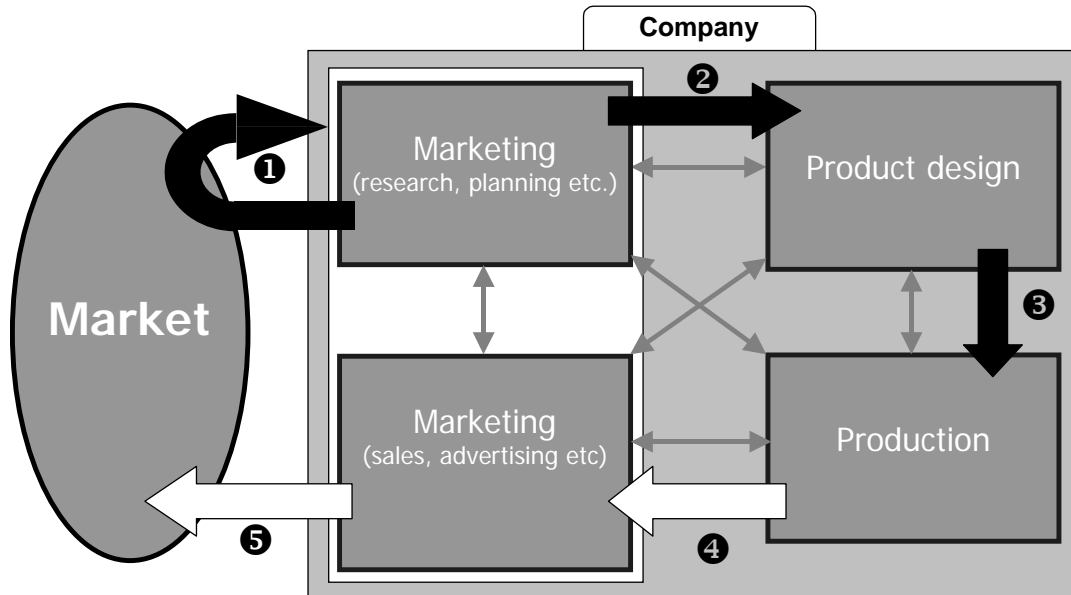 Company
❷
Marketing
(research, planning etc.)
Product design
❶
Market
❸
Marketing
(sales, advertising etc)
Production
❺
❹